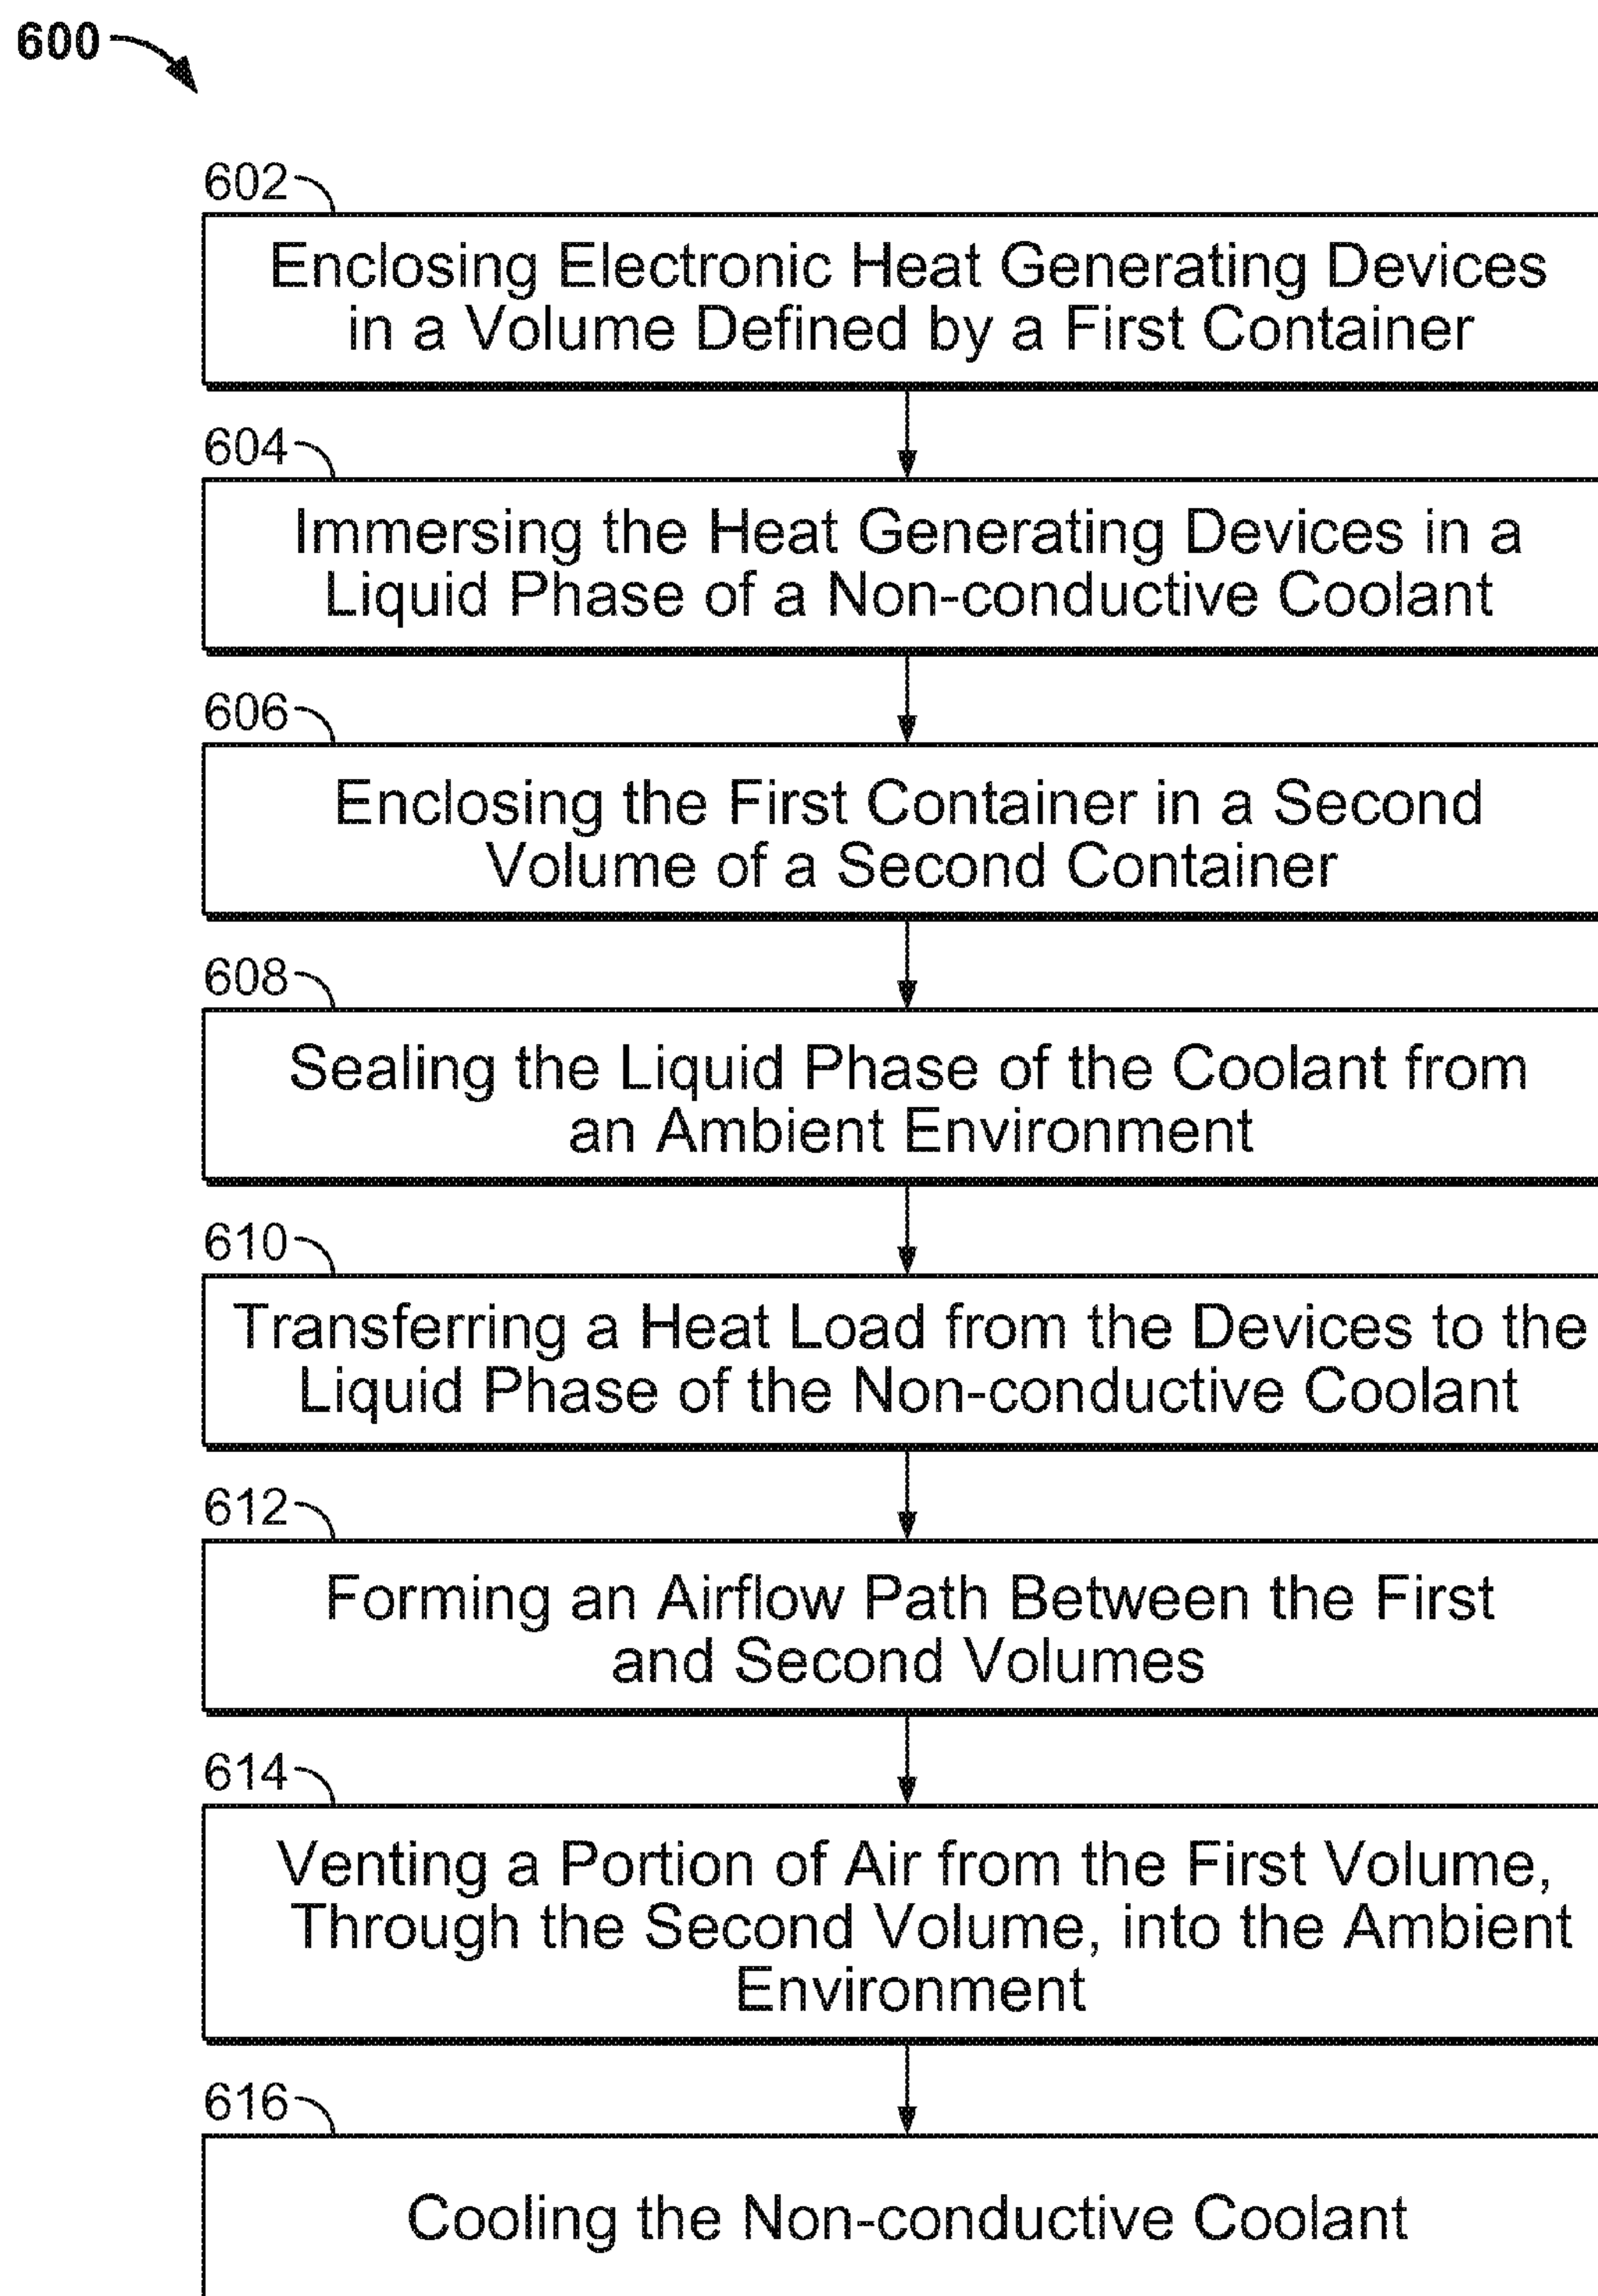 600
602
Enclosing Electronic Heat Generating Devices
in a Volume Defined by a First Container
604
Immersing the Heat Generating Devices in a
Liquid Phase of a Non-conductive Coolant
606
Enclosing the First Container in a Second
Volume of a Second Container
608
Sealing the Liquid Phase of the Coolant from
an Ambient Environment
610
Transferring a Heat Load from the Devices to the
Liquid Phase of the Non-conductive Coolant
612
Forming an Airflow Path Between the First
and Second Volumes
614
Venting a Portion of Air from the First Volume,
Through the Second Volume, into the Ambient
Environment
616
Cooling the Non-conductive Coolant